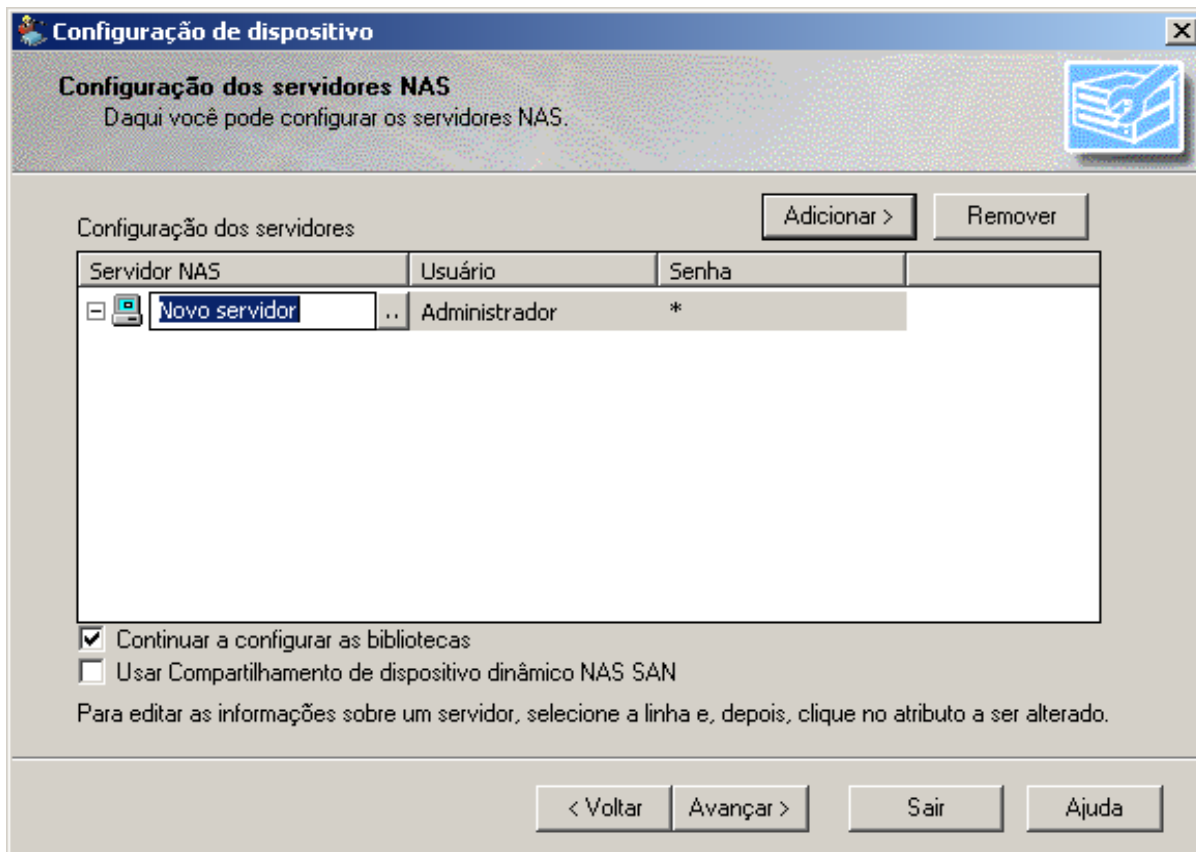 Configuração de dispositivo
Configuração dos servidores NAS
Daqui você pode configurar os servidores NAS.
Configuração dos servidores
Adicionar > Remover
Servidor NAS Usuário Senha
Novo servidor .. Administrador *
Continuar a configurar as bibliotecas
Usar Compartilhamento de dispositivo dinâmico NAS SAN
Para editar as informações sobre um servidor, selecione a linha e, depois, clique no atributo a ser alterado.
< Voltar Avançar > Sair Ajuda